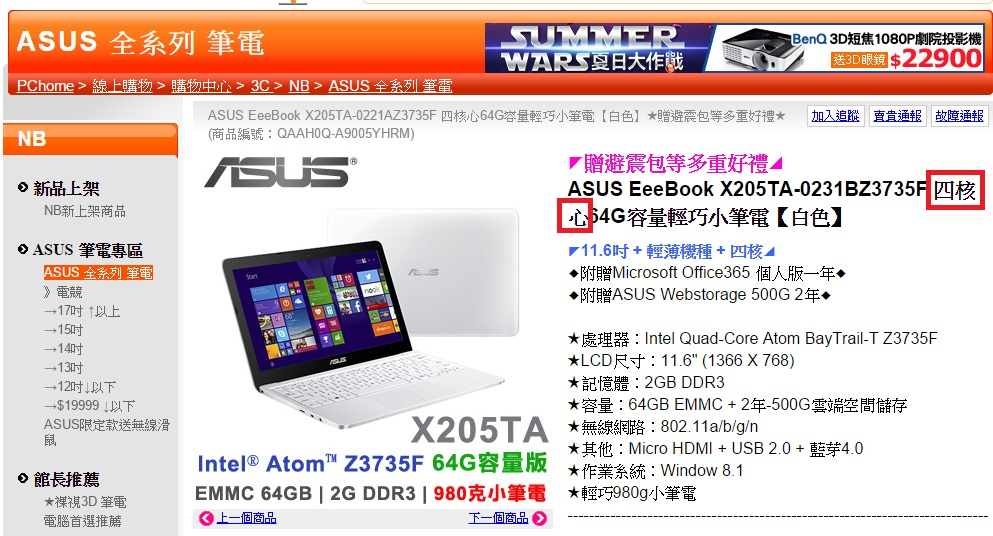 ASUS 全系列 筆電
SUMMER
WARS夏日大作戰
BenQ 3D短焦1080P劇院投影機
送3D眼鏡 $22900
PChome > 線上購物 > 購物中心 > 3C > NB > ASUS 全系列 筆電
NB
新品上架
NB新上架商品
ASUS 筆電專區
ASUS 全系列 筆電
》電競
→17吋 ↑以上
→15吋
→14吋
→13吋
→12吋↓以下
→$19999 ↓以下
ASUS限定款送無線滑
鼠
館長推薦
★裸視3D 筆電
電腦首選推薦
ASUS EeeBook X205TA-0221AZ3735F 四核心64G容量輕巧小筆電【白色】★贈避震包等多重好禮★
(商品編號：QAAH0Q-A9005YHRM)
加入追蹤 賣貴通報 故障通報
ASUS®
Start
nook
ASUS
ASUS
X205TA
Intel® Atom™ Z3735F 64G容量版
EMMC 64GB | 2G DDR3 | 980克小筆電
上一個商品 下一個商品
◤贈避震包等多重好禮◢
ASUS EeeBook X205TA-0231BZ3735F 四核
心64G容量輕巧小筆電【白色】
◤11.6吋 + 輕薄機種 + 四核◢
◆附贈Microsoft Office365 個人版一年◆
◆附贈ASUS Webstorage 500G 2年◆
★處理器：Intel Quad-Core Atom BayTrail-T Z3735F
★LCD尺寸：11.6" (1366 X 768)
★記憶體：2GB DDR3
★容量：64GB EMMC + 2年-500G雲端空間儲存
★無線網路：802.11a/b/g/n
★其他：Micro HDMI + USB 2.0 + 藍芽4.0
★作業系統：Window 8.1
★輕巧980g小筆電